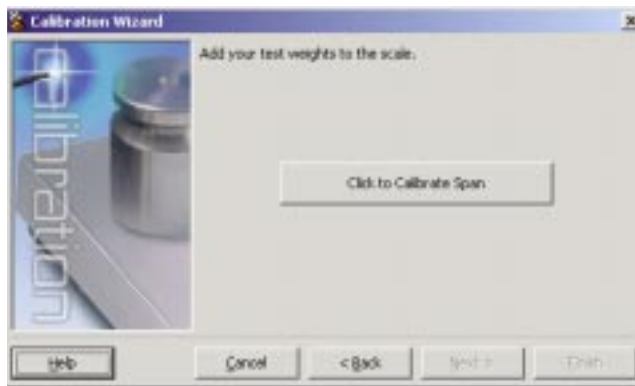 Calibration Wizard
Add your test weights to the scale.
calibration
Click to Calibrate Span
Help
Cancel
< Back
Next >
Finish